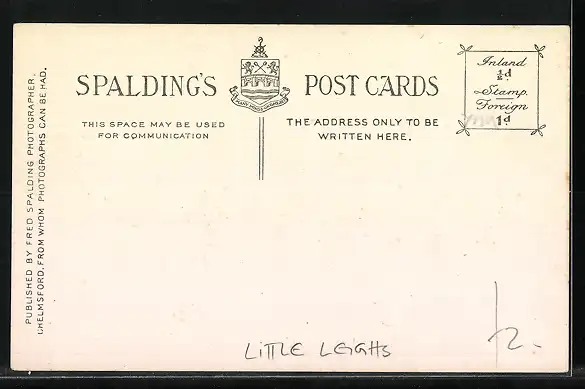 PUBLISHED BY FRED SPALDING PHOTOGRAPHER.
CHELMSFORD. FROM WHOM PHOTOGRAPHS CAN BE HAD.
SPALDING'S POST CARDS
THIS SPACE MAY BE USED
FOR COMMUNICATION
THE ADDRESS ONLY TO BE
WRITTEN HERE.
Inland
½d
Stamp.
Foreign
1d
LITTLE LEIGHS
2-